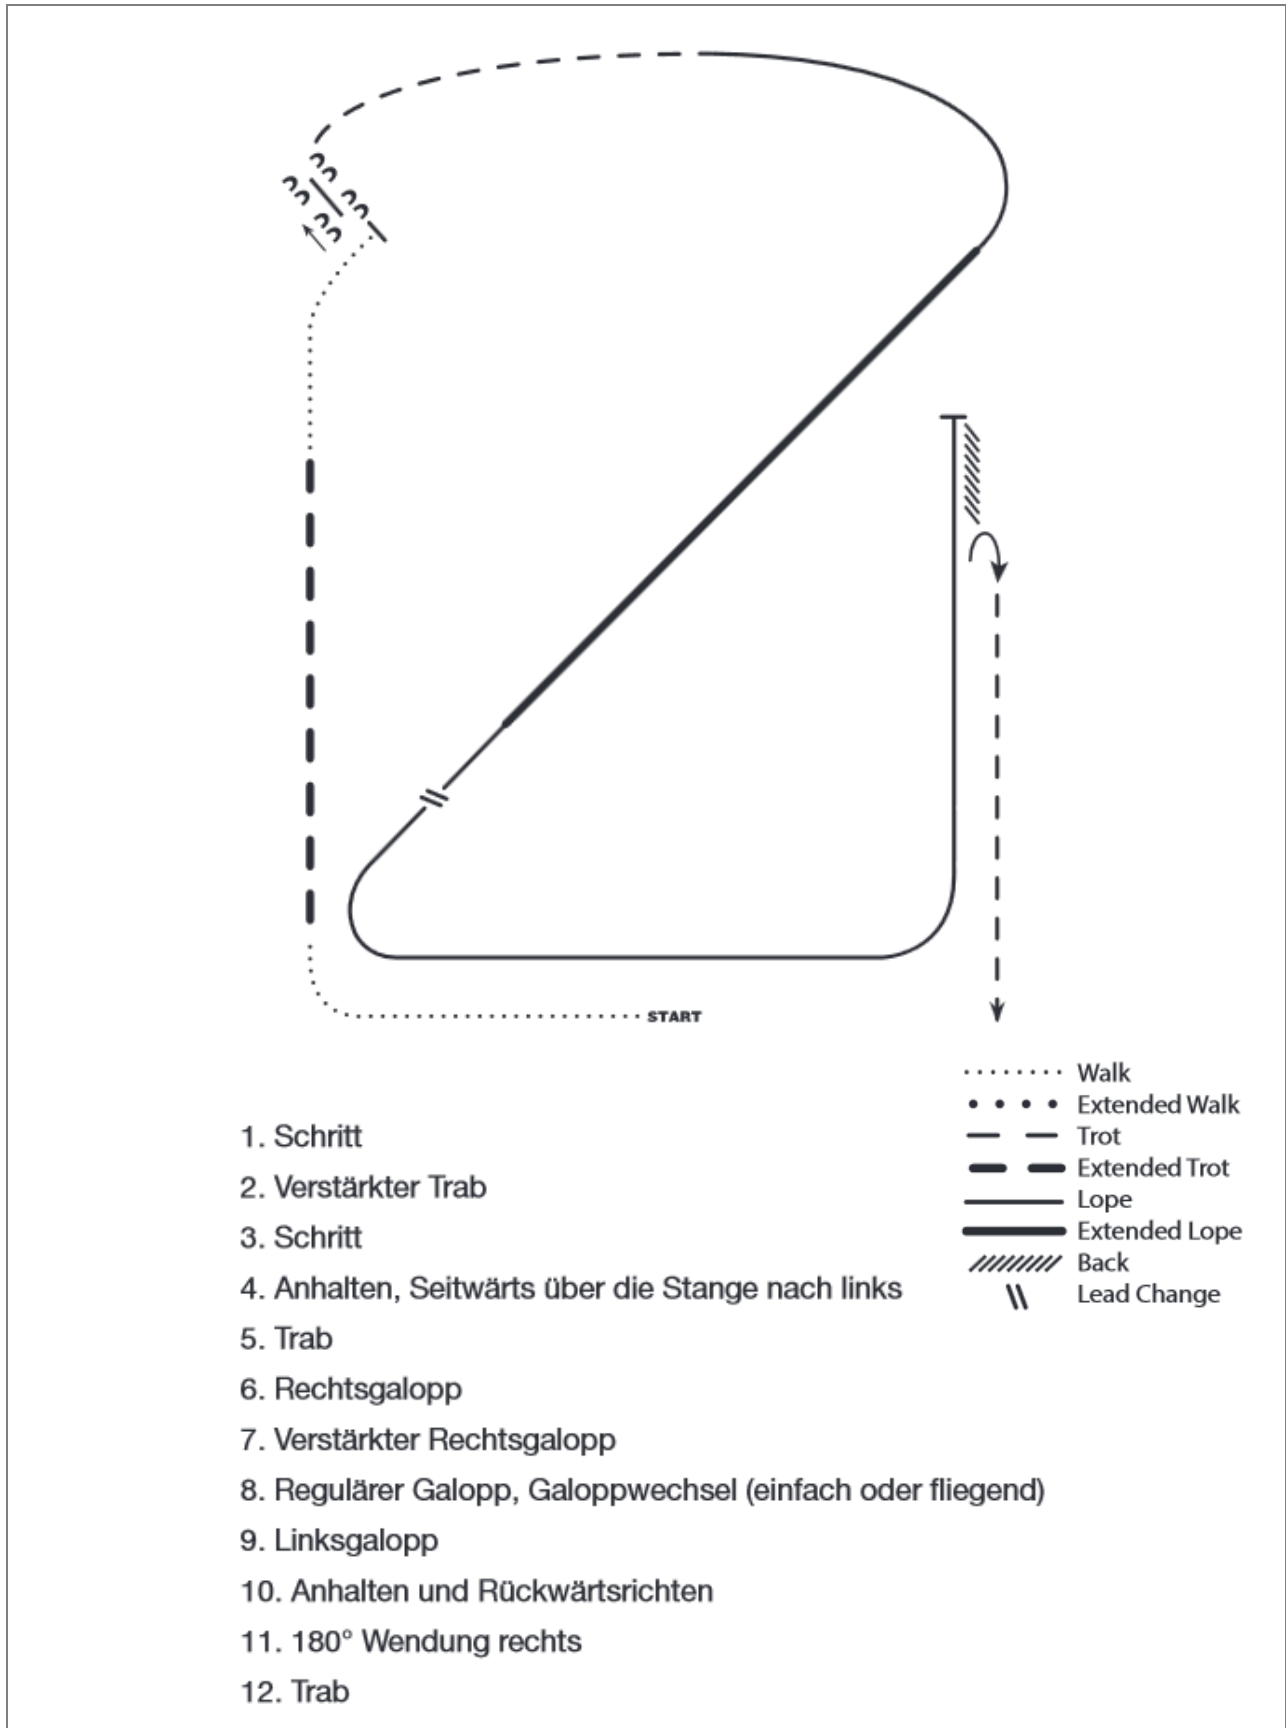 START
Walk
Extended Walk
Trot
Extended Trot
Lope
Extended Lope
Back
Lead Change
1. Schritt
2. Verstärkter Trab
3. Schritt
4. Anhalten, Seitwärts über die Stange nach links
5. Trab
6. Rechtsgalopp
7. Verstärkter Rechtsgalopp
8. Regulärer Galopp, Galoppwechsel (einfach oder fliegend)
9. Linksgalopp
10. Anhalten und Rückwärtsrichten
11. 180° Wendung rechts
12. Trab